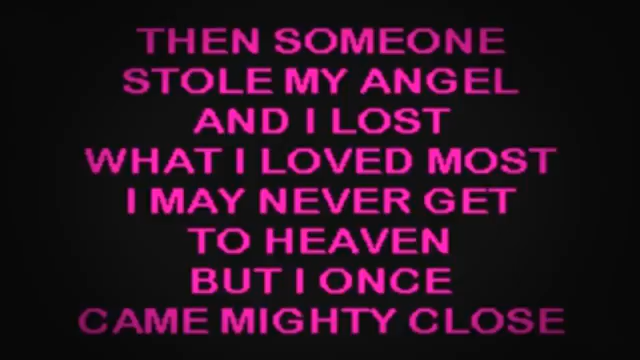 THEN SOMEONE
STOLE MY ANGEL
AND I LOST
WHAT I LOVED MOST
I MAY NEVER GET
TO HEAVEN
BUT I ONCE
CAME MIGHTY CLOSE